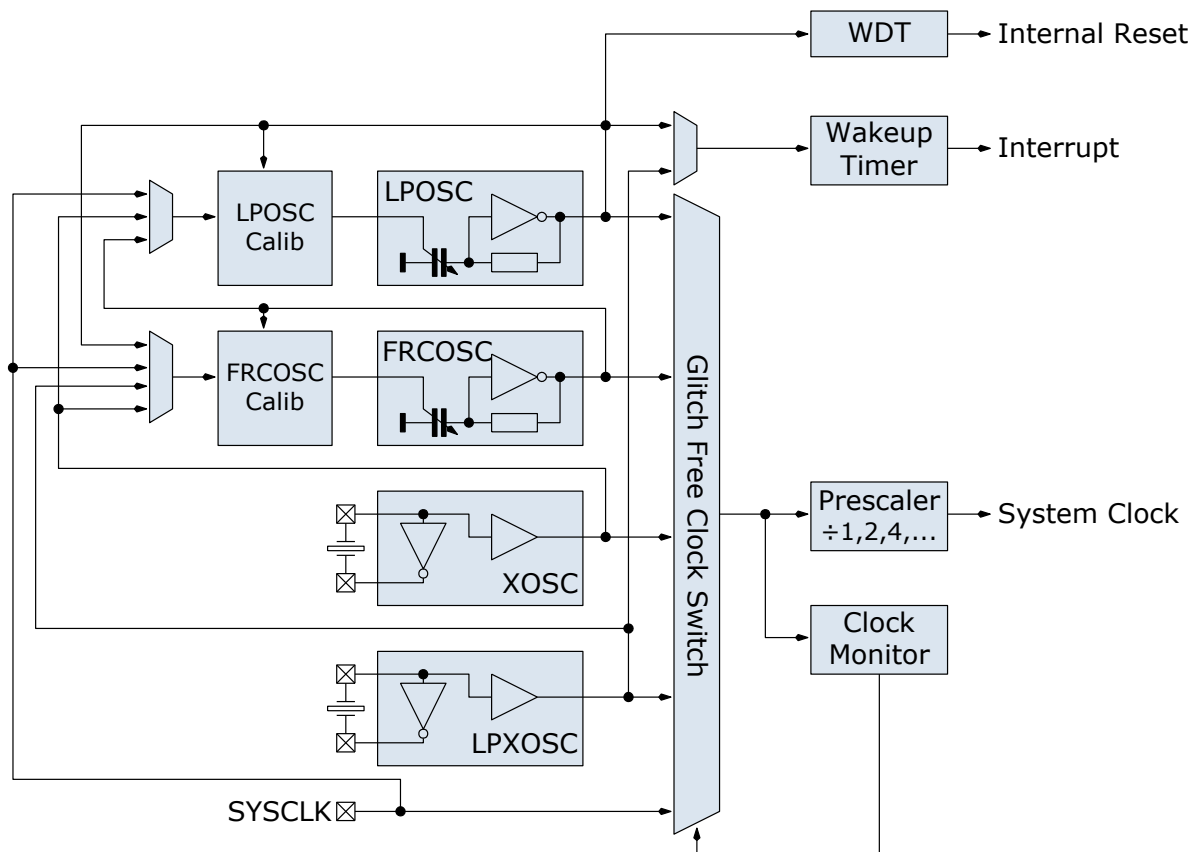 WDT
Internal Reset
Wakeup
Timer
Interrupt
LPOSC
Calib
LPOSC
FRCOSC
Calib
FRCOSC
Glitch Free Clock Switch
XOSC
Prescaler
÷1,2,4,...
System Clock
Clock
Monitor
LPXOSC
SYSCLK